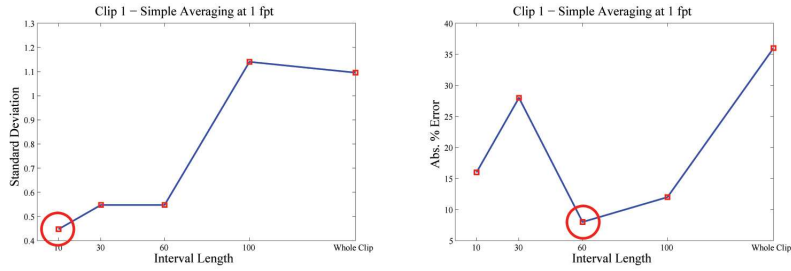 Clip 1 − Simple Averaging at 1 fpt
1.3
1.2
1.1
1
0.9
0.8
0.7
0.6
0.5
0.4
Standard Deviation
10 30 60 100 Whole Clip
Interval Length
Clip 1 − Simple Averaging at 1 fpt
40
35
30
25
20
15
10
5
Abs. % Error
10 30 60 100 Whole Clip
Interval Length